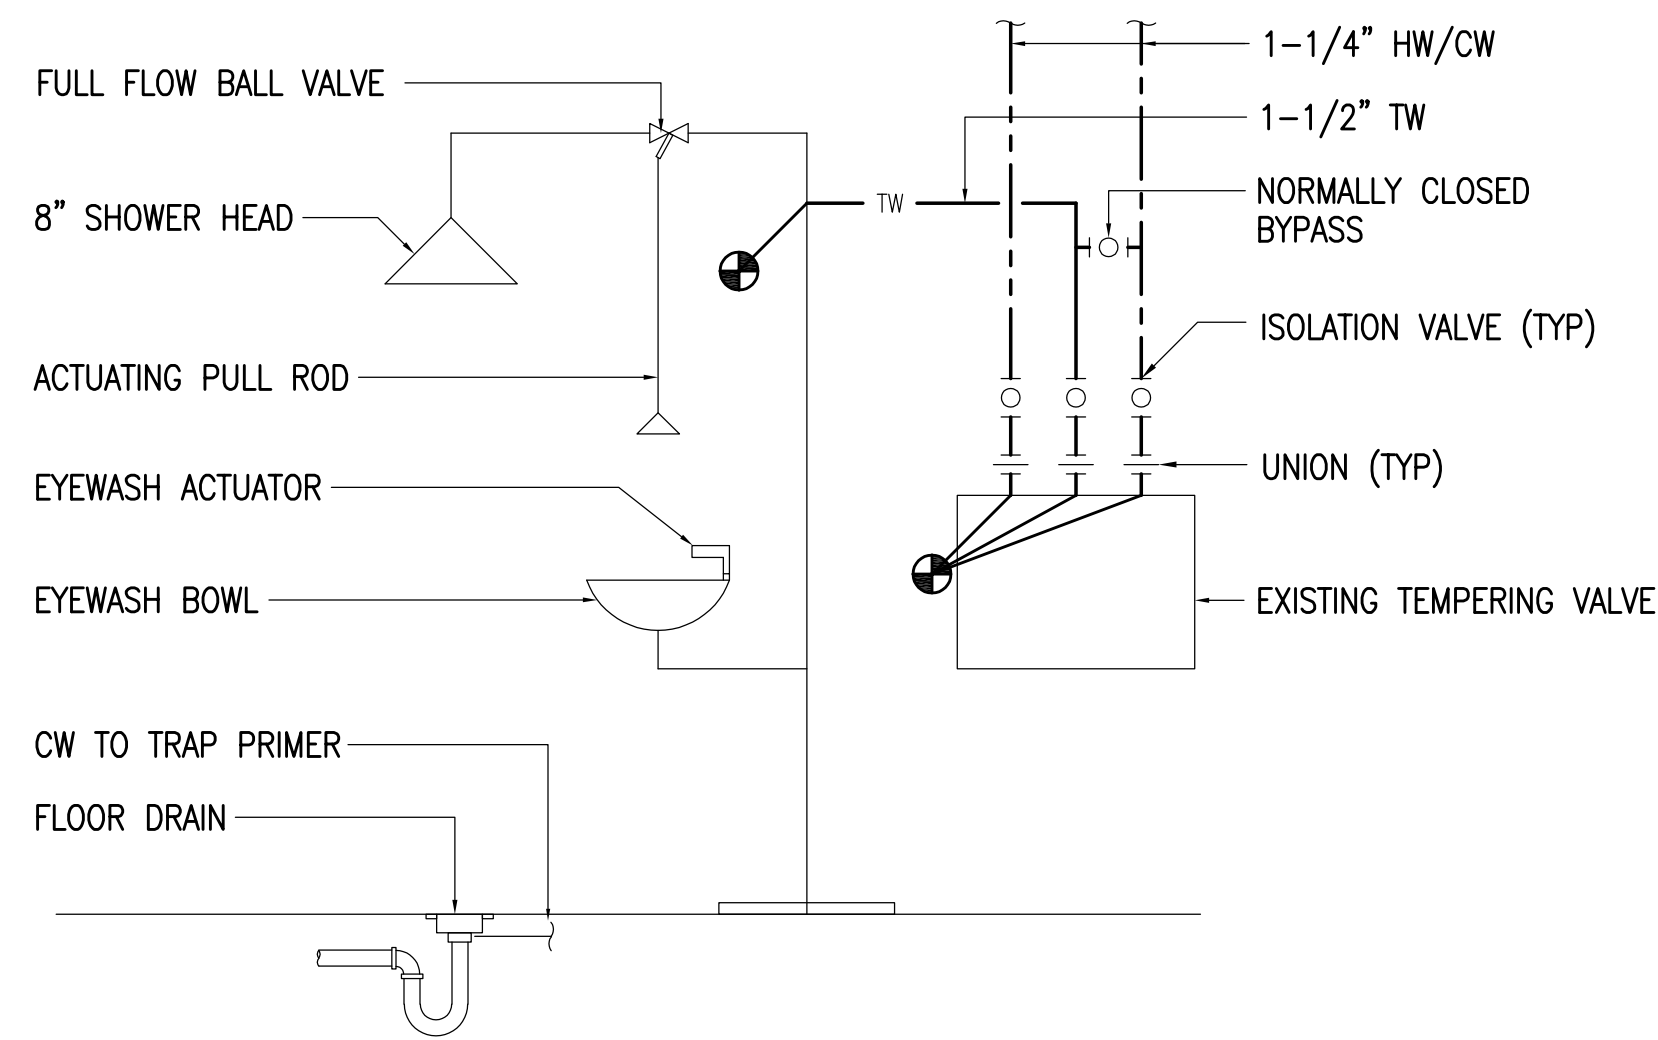 FULL FLOW BALL VALVE
8" SHOWER HEAD
ACTUATING PULL ROD
EYEWASH ACTUATOR
EYEWASH BOWL
CW TO TRAP PRIMER
FLOOR DRAIN
TW
1-1/4" HW/CW
1-1/2" TW
NORMALLY CLOSED
BYPASS
ISOLATION VALVE (TYP)
UNION (TYP)
EXISTING TEMPERING VALVE